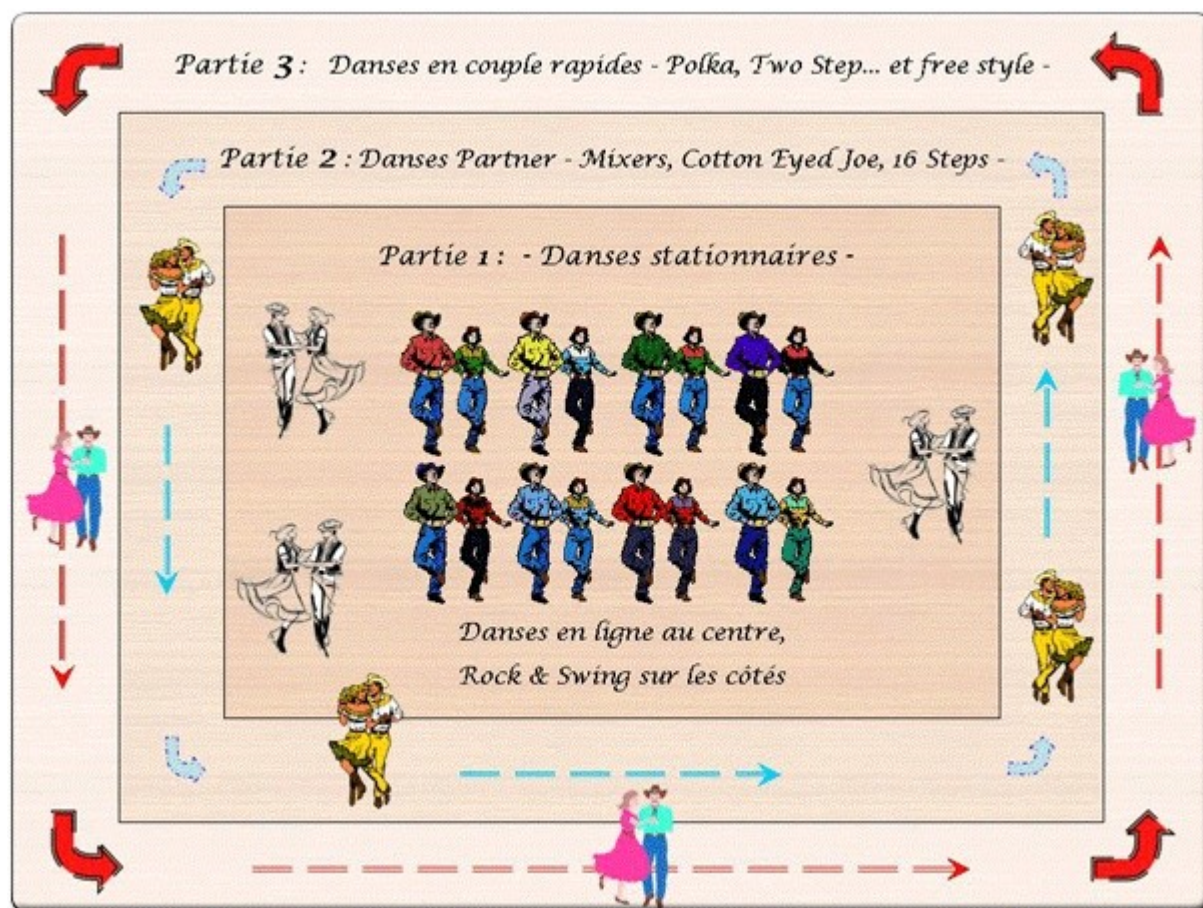 Partie 3 : Danses en couple rapides - Polka, Two Step... et free style -
Partie 2 : Danses Partner - Mixers, Cotton Eyed Joe, 16 Steps -
Partie 1 : - Danses stationnaires -
Danses en ligne au centre,
Rock & Swing sur les côtés